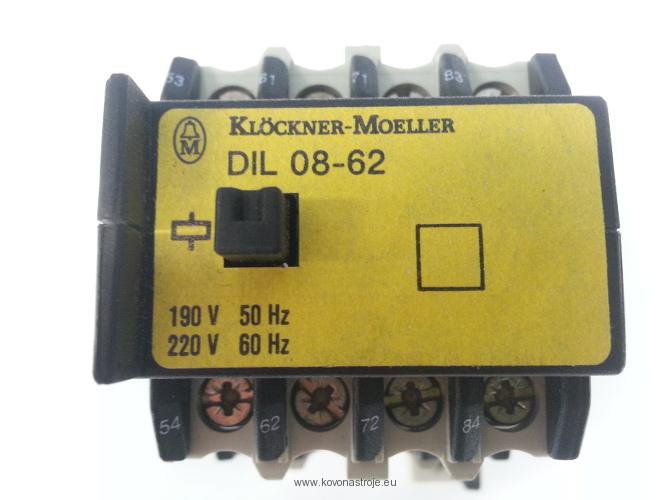 53 61 71 83
M
KLÖCKNER-MOELLER
DIL 08-62
190 V 50 Hz
220 V 60 Hz
54 62 72 84
www.kovonastroje.eu